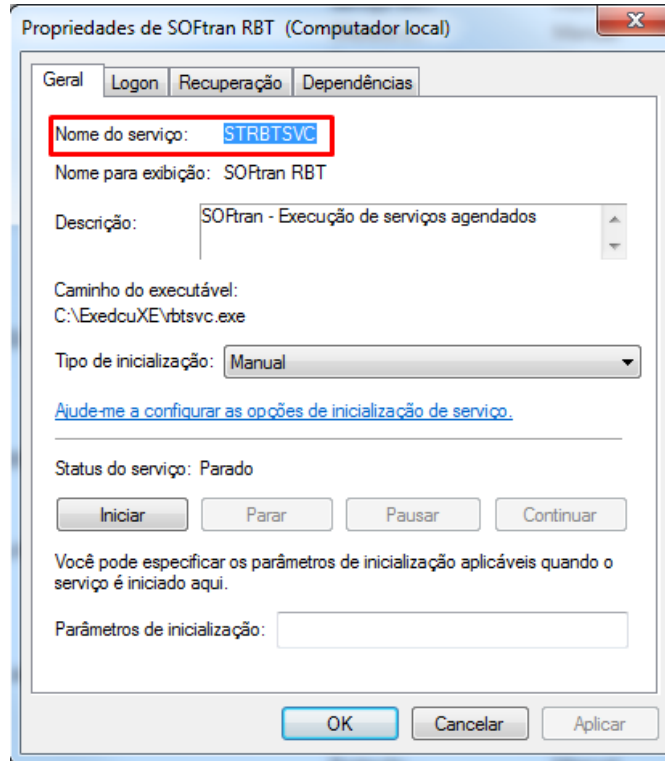 Propriedades de SOFtran RBT (Computador local)
Geral Logon Recuperação Dependências
Nome do serviço: STRBTSVC
Nome para exibição: SOFtran RBT
Descrição: SOFtran - Execução de serviços agendados
Caminho do executável:
C:\ExedcuXE\rbtsvc.exe
Tipo de inicialização: Manual
Ajude-me a configurar as opções de inicialização de serviço.
Status do serviço: Parado
Iniciar Parar Pausar Continuar
Você pode especificar os parâmetros de inicialização aplicáveis quando o
serviço é iniciado aqui.
Parâmetros de inicialização:
OK Cancelar Aplicar